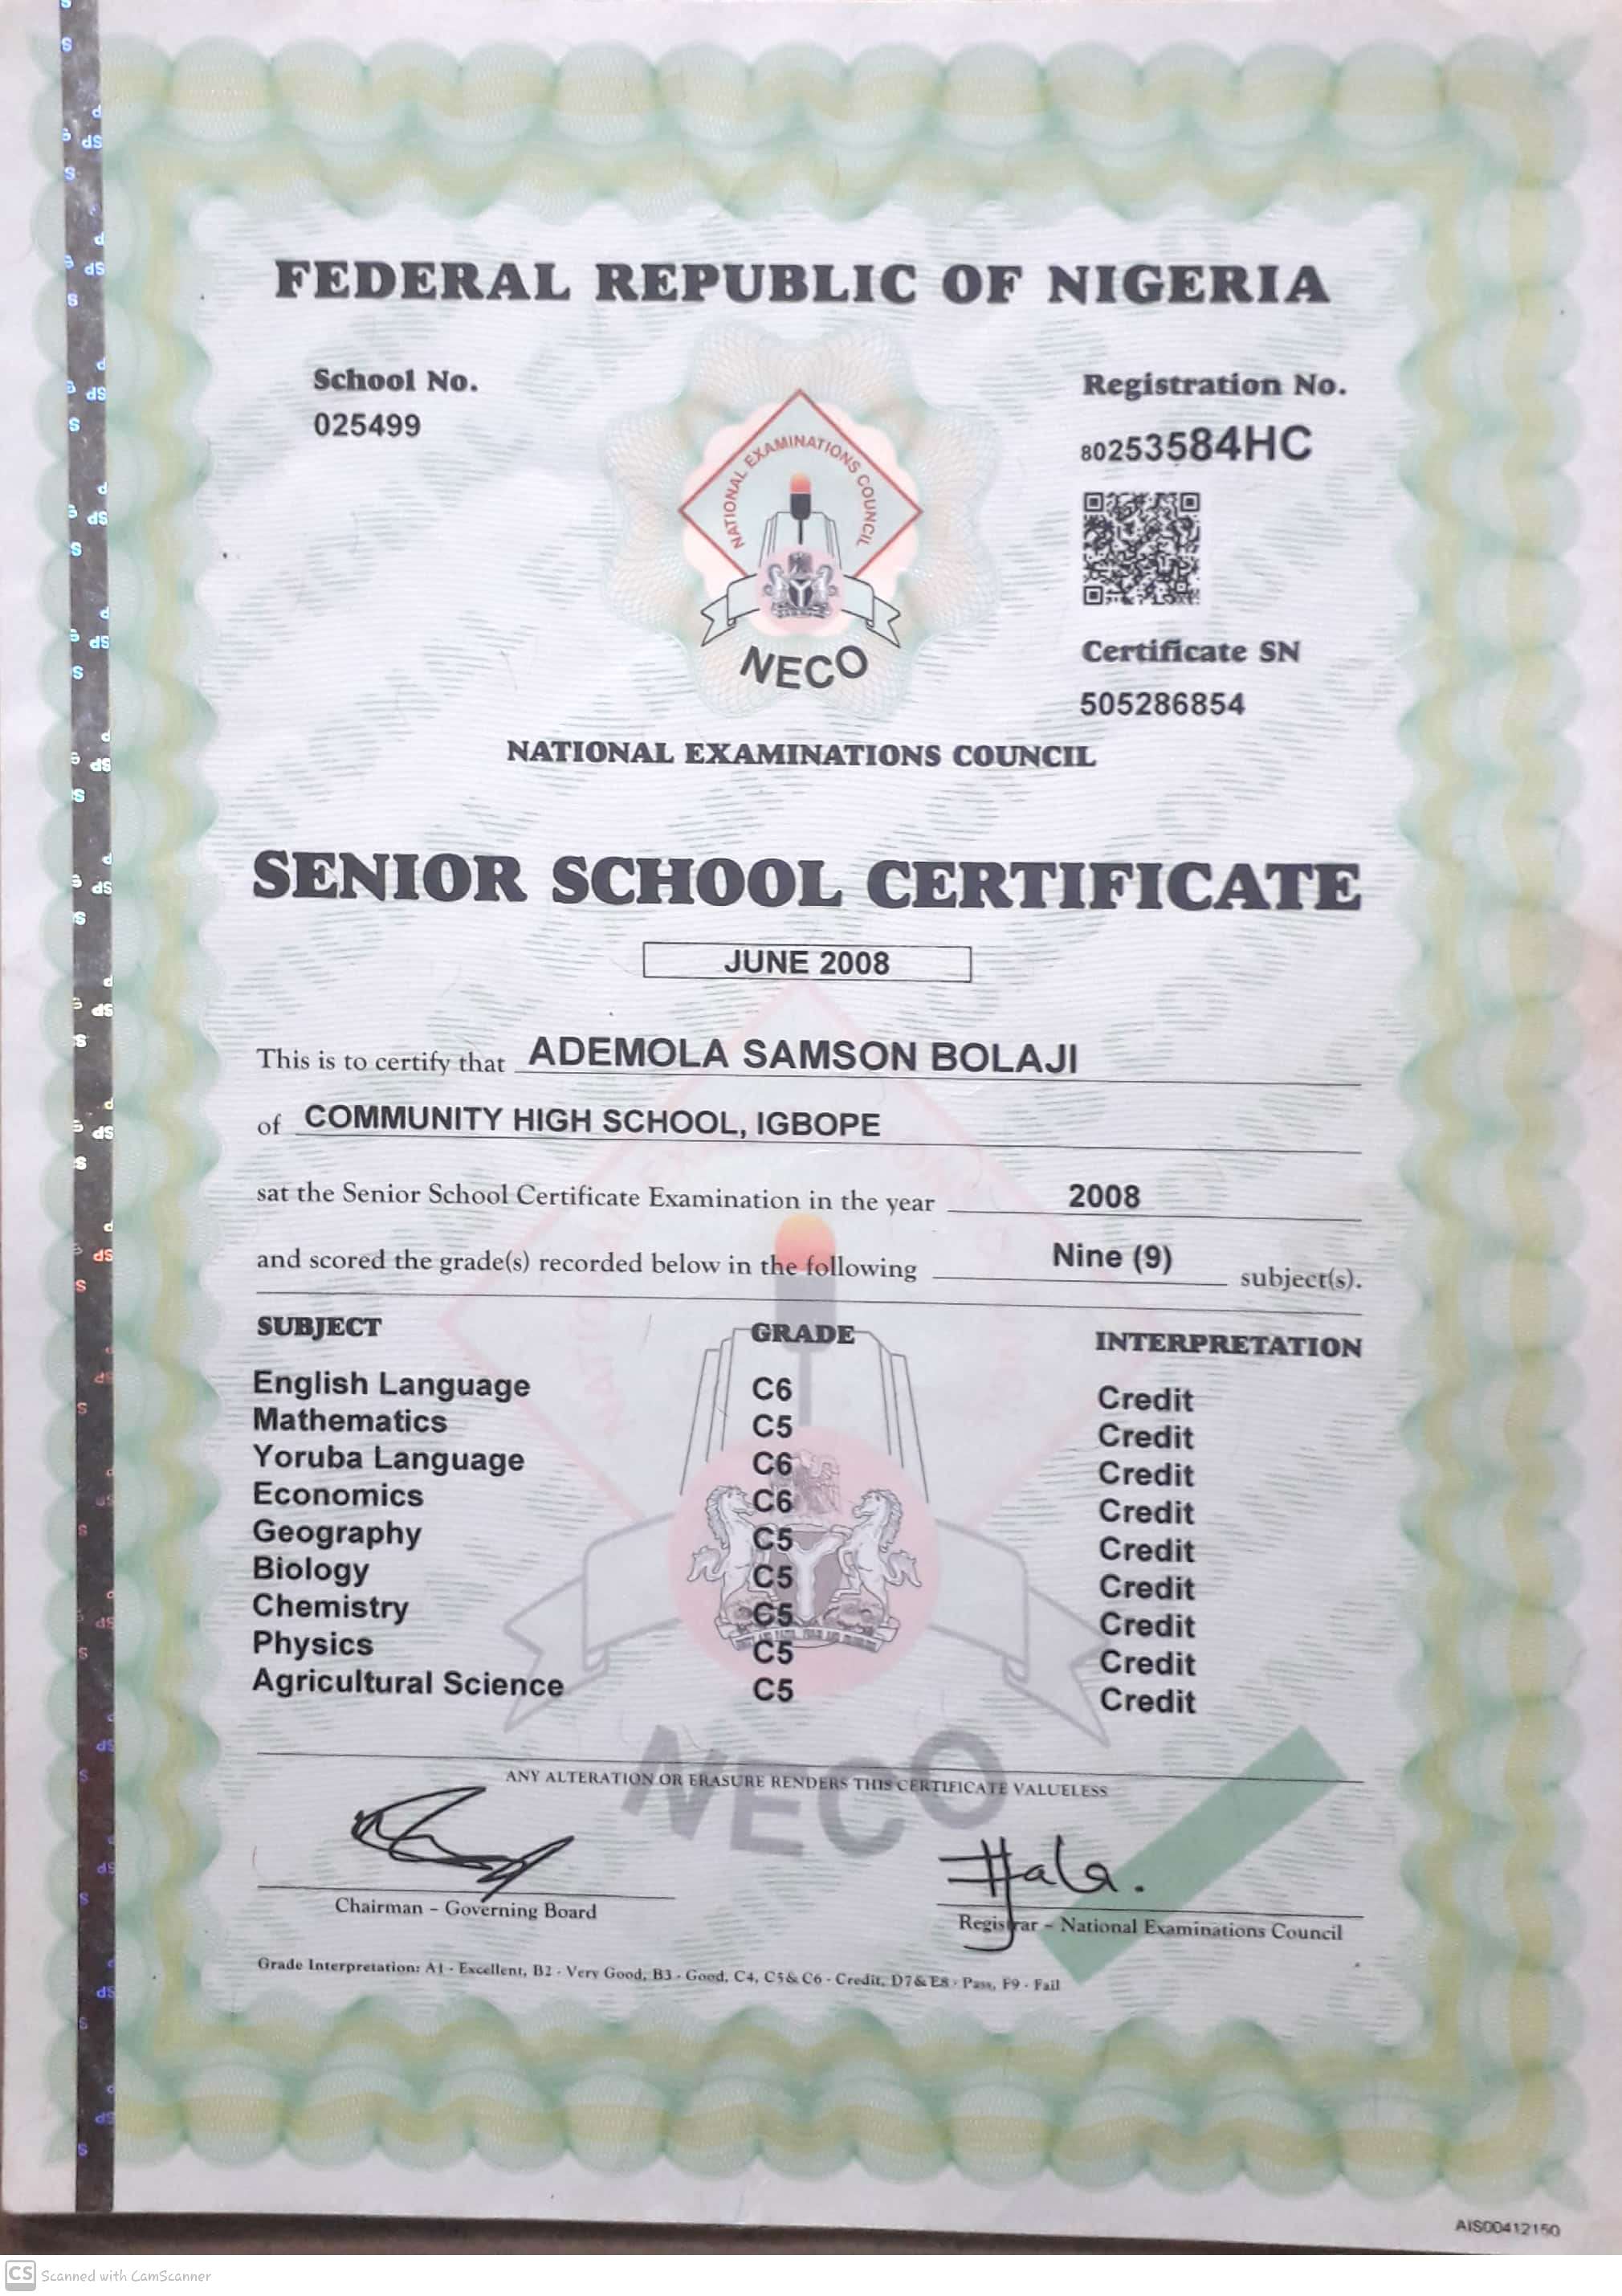 FEDERAL REPUBLIC OF NIGERIA
School No.
025499
Registration No.
80253584HC
NATIONAL EXAMINATIONS COUNCIL
NECO
Certificate SN
505286854
NATIONAL EXAMINATIONS COUNCIL
SENIOR SCHOOL CERTIFICATE
JUNE 2008
This is to certify that ADEMOLA SAMSON BOLAJI
of COMMUNITY HIGH SCHOOL, IGBOPE
sat the Senior School Certificate Examination in the year 2008
and scored the grade(s) recorded below in the following Nine (9) subject(s).
SUBJECT GRADE INTERPRETATION
English Language C6 Credit
Mathematics C5 Credit
Yoruba Language C6 Credit
Economics C6 Credit
Geography C5 Credit
Biology C5 Credit
Chemistry C5 Credit
Physics C5 Credit
Agricultural Science C5 Credit
NECO
ANY ALTERATION OR ERASURE RENDERS THIS CERTIFICATE VALUELESS
Chairman – Governing Board
Registrar – National Examinations Council
Grade Interpretation: A1 - Excellent, B2 - Very Good, B3 - Good, C4, C5 & C6 - Credit, D7 & E8 - Pass, F9 - Fail
AIS00412150
CS Scanned with CamScanner